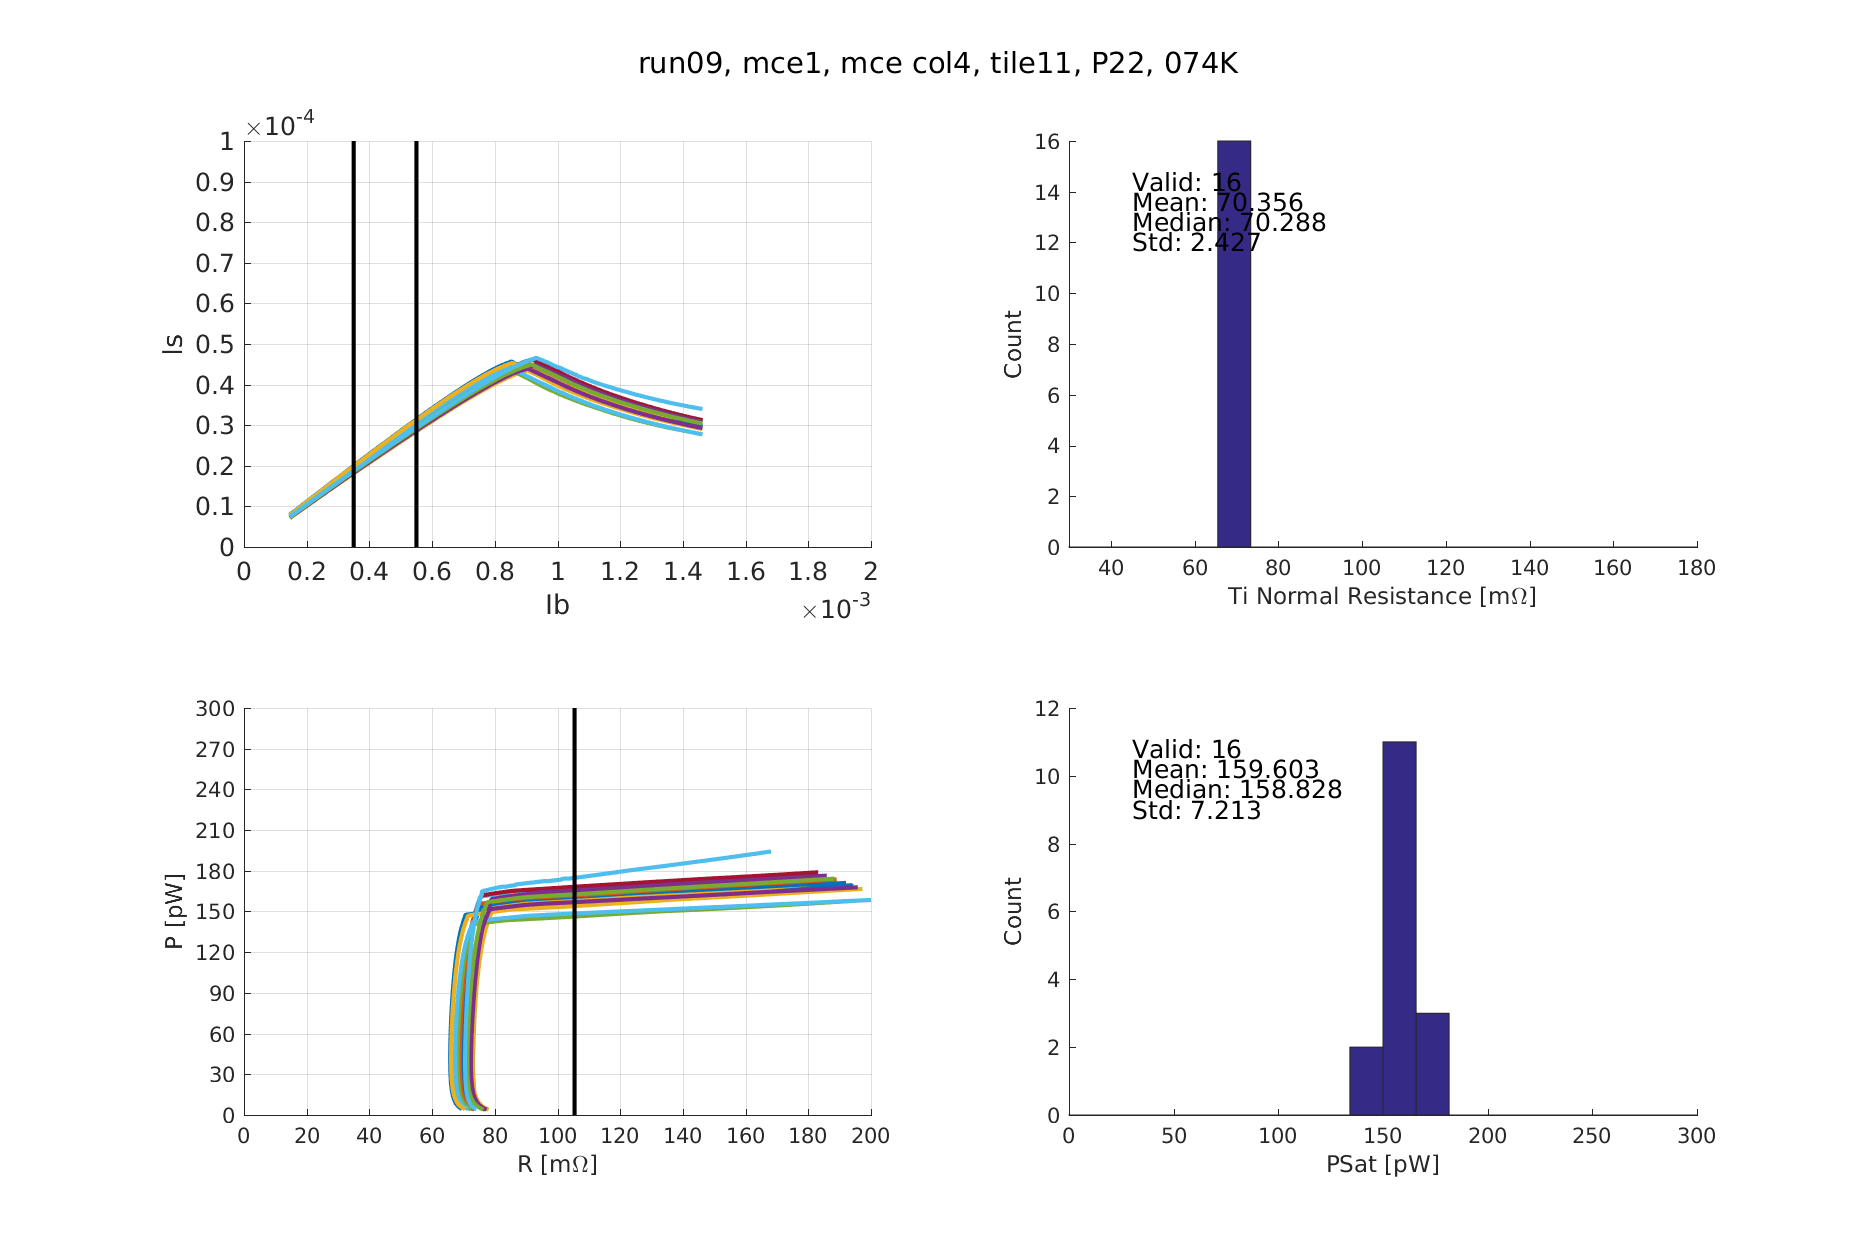 run09, mce1, mce col4, tile11, P22, 074K
×10-4
1
0.9
0.8
0.7
0.6
0.5
0.4
0.3
0.2
0.1
0
Is
0 0.2 0.4 0.6 0.8 1 1.2 1.4 1.6 1.8 2
Ib
×10-3
16
14
12
10
8
6
4
2
0
Count
Valid: 16
Mean: 70.356
Median: 70.288
Std: 2.427
40 60 80 100 120 140 160 180
Ti Normal Resistance [mΩ]
300
270
240
210
180
150
120
90
60
30
0
P [pW]
0 20 40 60 80 100 120 140 160 180 200
R [mΩ]
12
10
8
6
4
2
0
Count
Valid: 16
Mean: 159.603
Median: 158.828
Std: 7.213
0 50 100 150 200 250 300
PSat [pW]